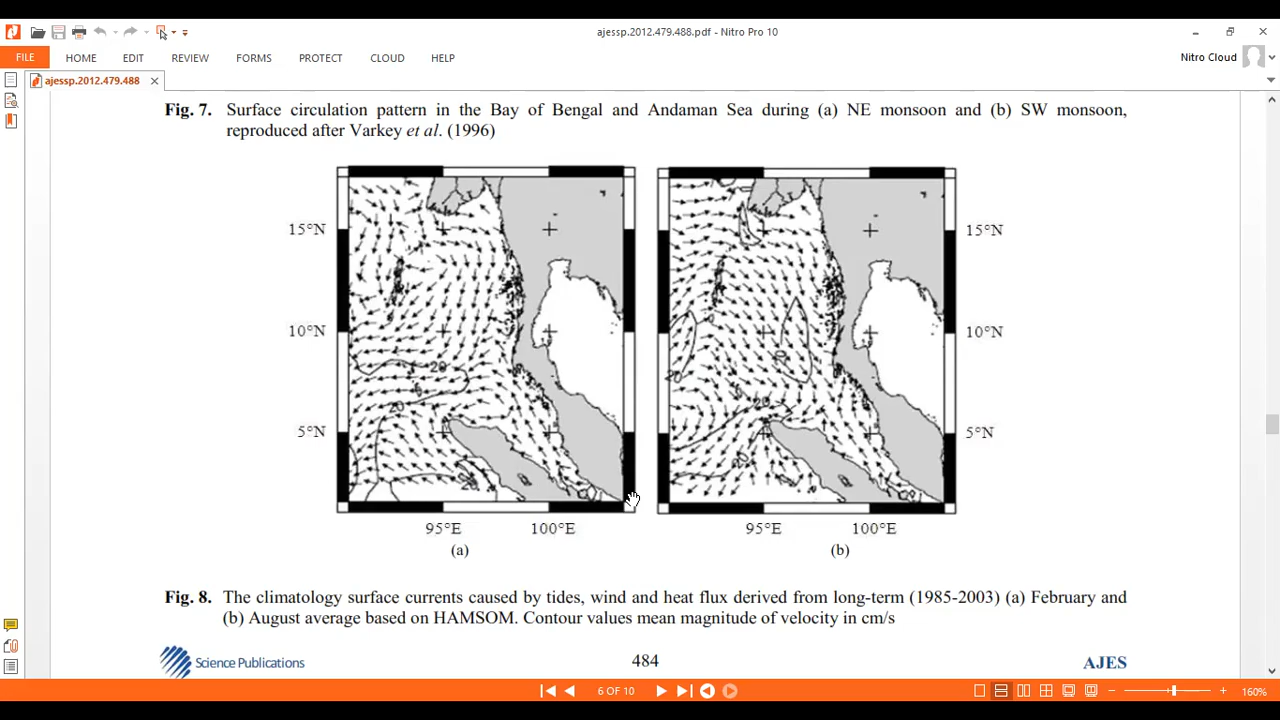 ajessp.2012.479.488.pdf - Nitro Pro 10
FILE HOME EDIT REVIEW FORMS PROTECT CLOUD HELP Nitro Cloud
ajessp.2012.479.488
Fig. 7. Surface circulation pattern in the Bay of Bengal and Andaman Sea during (a) NE monsoon and (b) SW monsoon,
reproduced after Varkey et al. (1996)
15°N 15°N
10°N 10°N
20 20 20
20 20
5°N 5°N
95°E 100°E 95°E 100°E
(a) (b)
Fig. 8. The climatology surface currents caused by tides, wind and heat flux derived from long-term (1985-2003) (a) February and
(b) August average based on HAMSOM. Contour values mean magnitude of velocity in cm/s
Science Publications 484 AJES
6 OF 10 160%